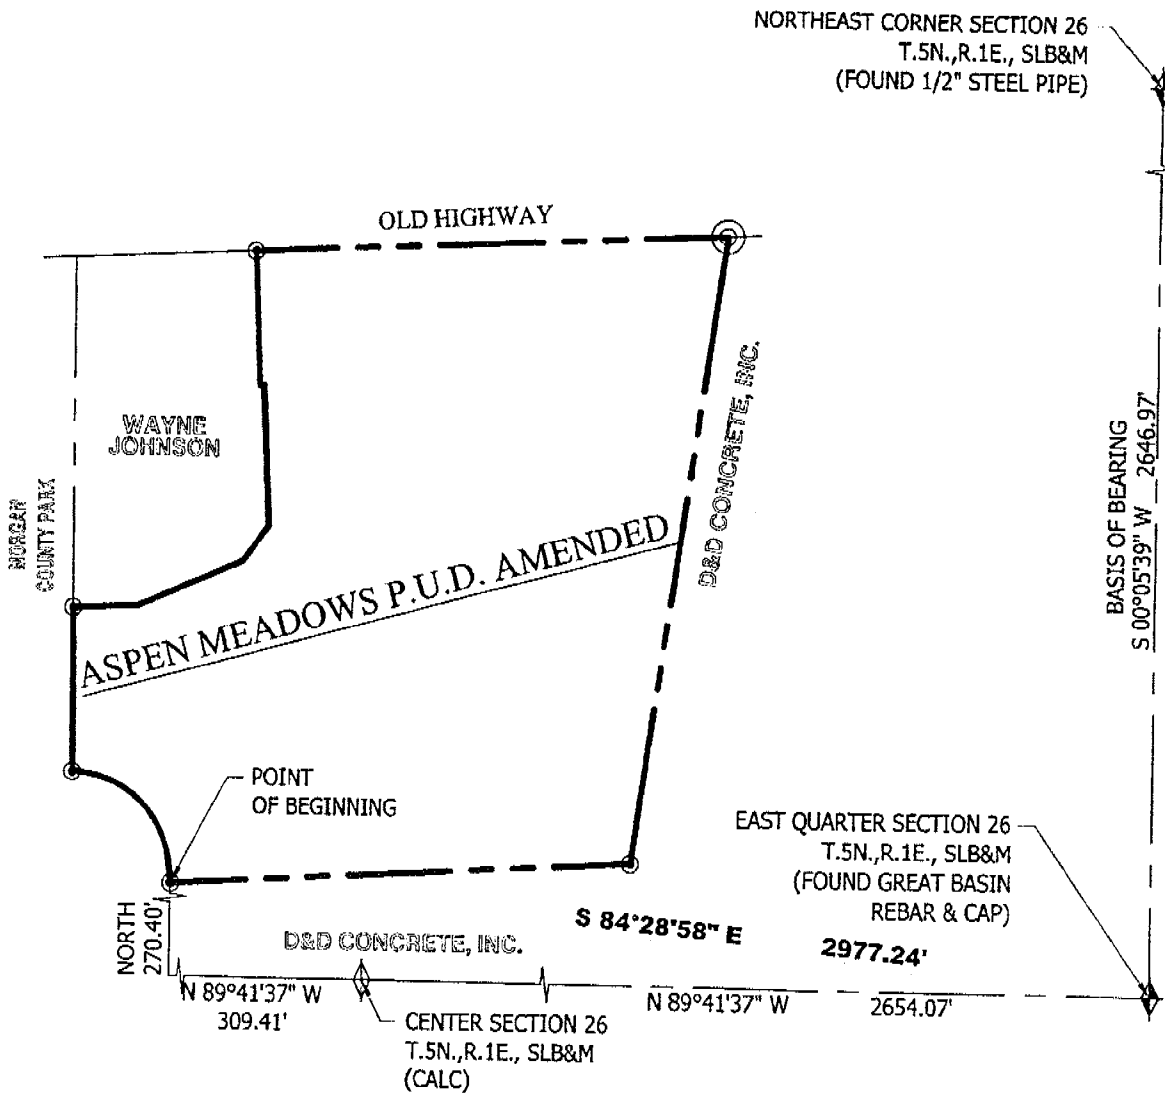 NORTHEAST CORNER SECTION 26
T.5N.,R.1E., SLB&M
(FOUND 1/2" STEEL PIPE)
OLD HIGHWAY
WAYNE
JOHNSON
MORGAN
COUNTY PARK
D&D CONCRETE, INC.
BASIS OF BEARING
S 00°05'39" W 2646.97'
ASPEN MEADOWS P.U.D. AMENDED
POINT
OF BEGINNING
EAST QUARTER SECTION 26
T.5N.,R.1E., SLB&M
(FOUND GREAT BASIN
REBAR & CAP)
NORTH
270.40'
D&D CONCRETE, INC.
S 84°28'58" E 2977.24'
N 89°41'37" W
309.41'
N 89°41'37" W 2654.07'
CENTER SECTION 26
T.5N.,R.1E., SLB&M
(CALC)